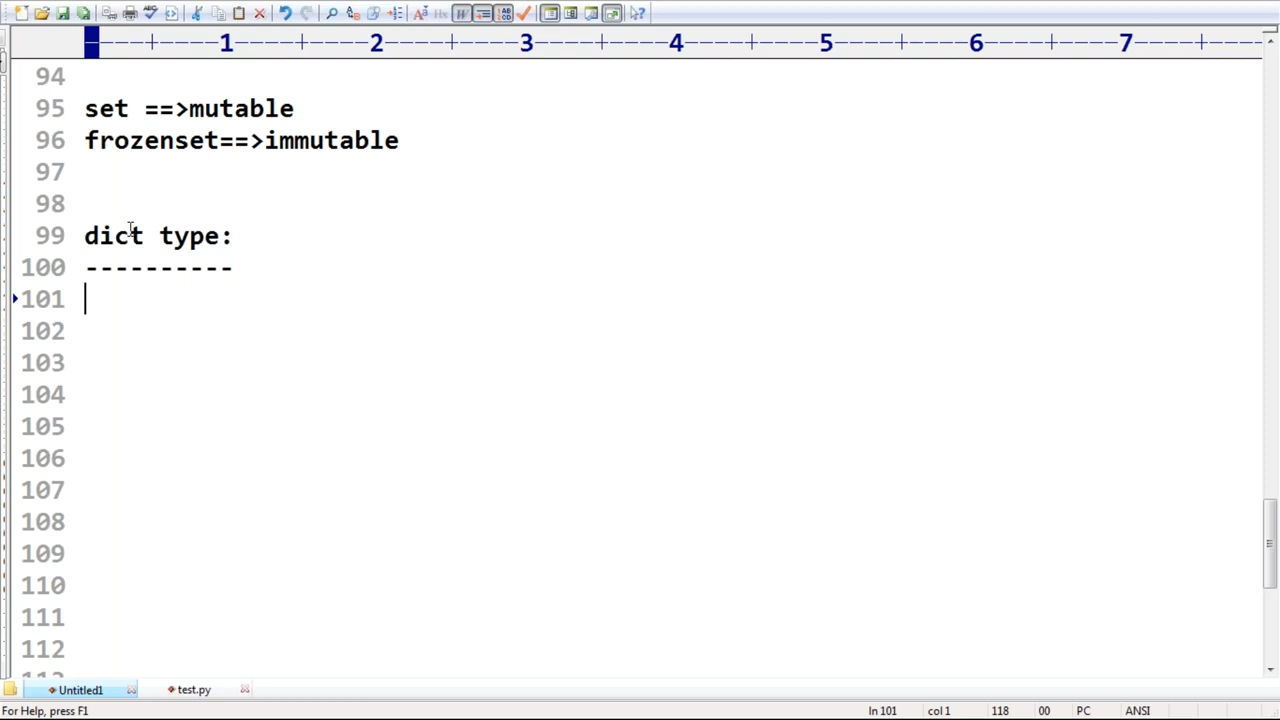 1 2 3 4 5 6 7
94
95 set ==>mutable
96 frozenset==>immutable
97
98
99 dict type:
100 ----------
101
102
103
104
105
106
107
108
109
110
111
112
113
Untitled1 test.py
For Help, press F1 ln 101 col 1 118 00 PC ANSI